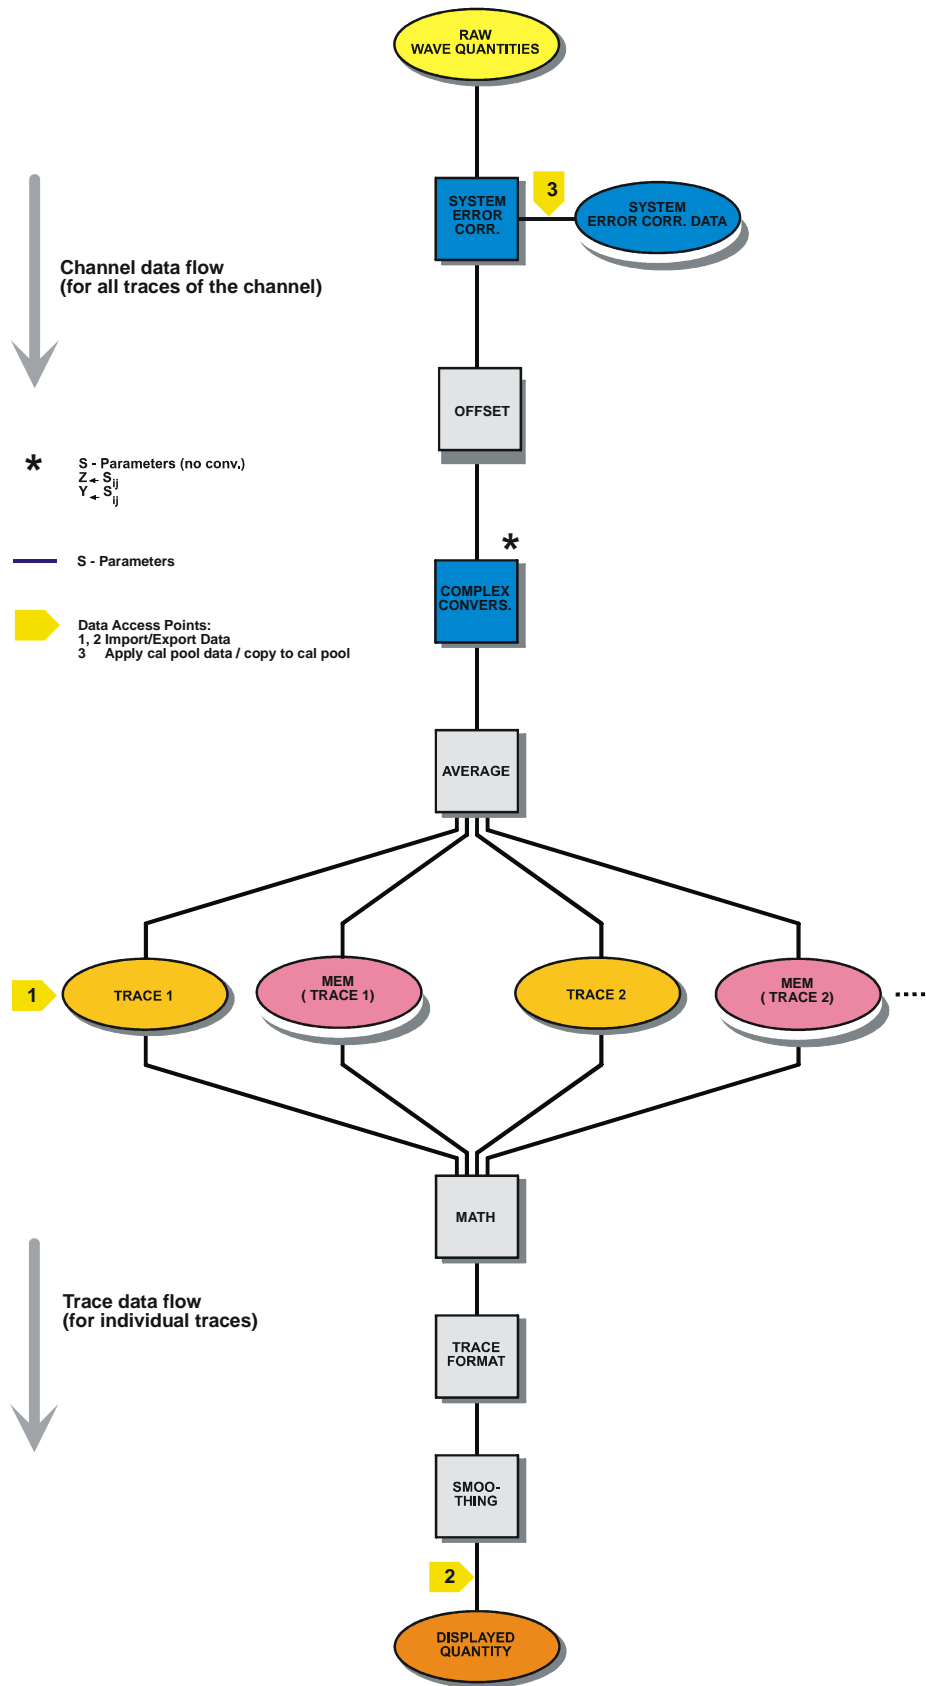 RAW
WAVE QUANTITIES
SYSTEM
ERROR
CORR.
3
SYSTEM
ERROR CORR. DATA
Channel data flow
(for all traces of the channel)
OFFSET
*
S - Parameters (no conv.)
Z ← Sij
Y ← Sij
*
S - Parameters
COMPLEX
CONVERS.
Data Access Points:
1, 2 Import/Export Data
3 Apply cal pool data / copy to cal pool
AVERAGE
1
TRACE 1
MEM
( TRACE 1)
TRACE 2
MEM
( TRACE 2)
.....
MATH
Trace data flow
(for individual traces)
TRACE
FORMAT
SMOO-
THING
2
DISPLAYED
QUANTITY